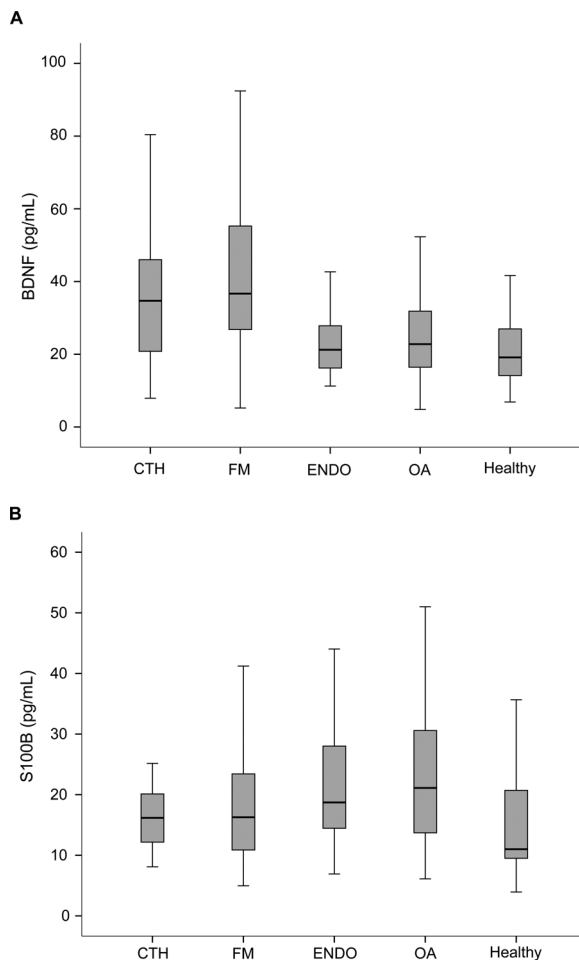 A
100
80
60
40
20
0
BDNF (pg/mL)
CTH FM ENDO OA Healthy
B
60
50
40
30
20
10
0
S100B (pg/mL)
CTH FM ENDO OA Healthy